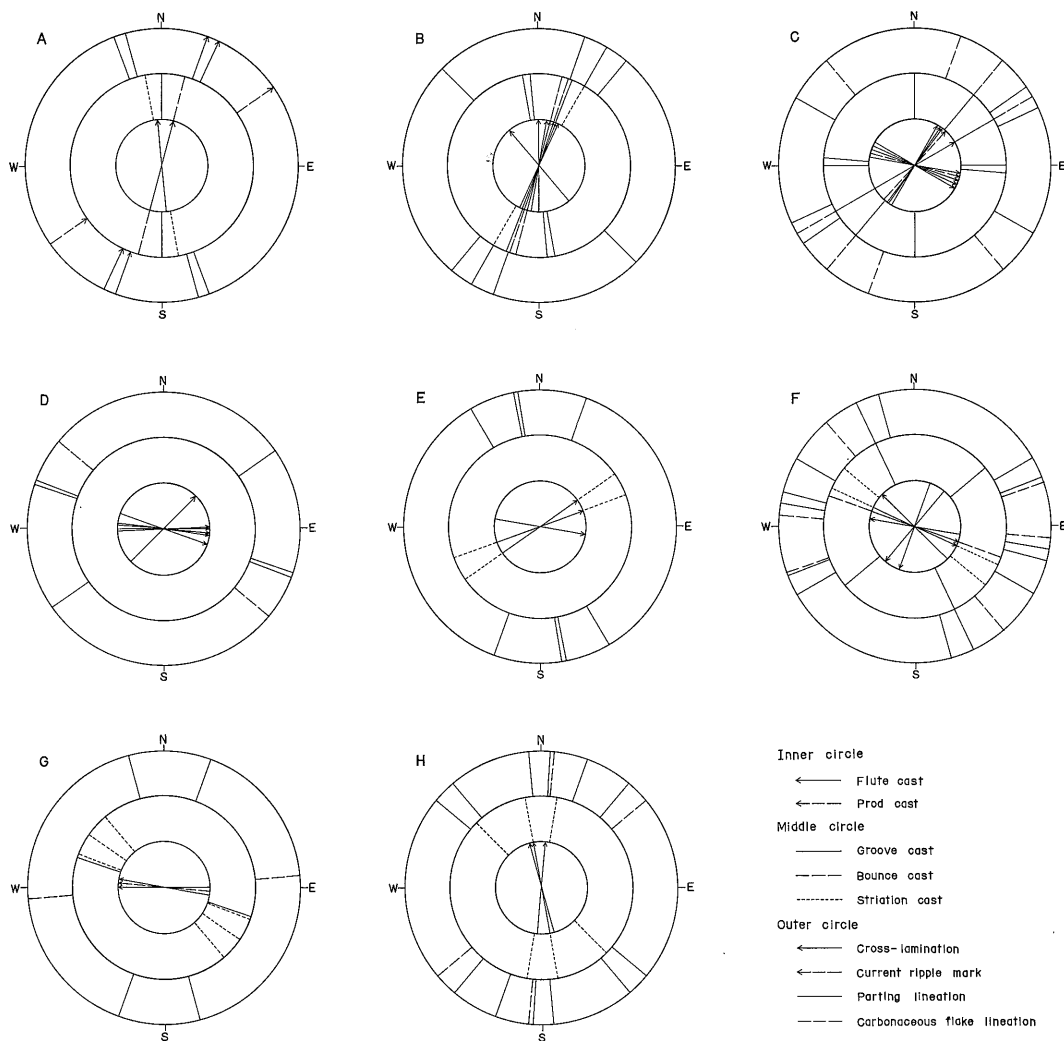 A
N
W
E
S
B
N
W
E
S
C
N
W
E
S
D
N
W
E
S
E
N
W
E
S
F
N
W
E
S
G
N
W
E
S
H
N
W
E
S
Inner circle
Flute cast
Prod cast
Middle circle
Groove cast
Bounce cast
Striation cast
Outer circle
Cross-lamination
Current ripple mark
Parting lineation
Carbonaceous flake lineation